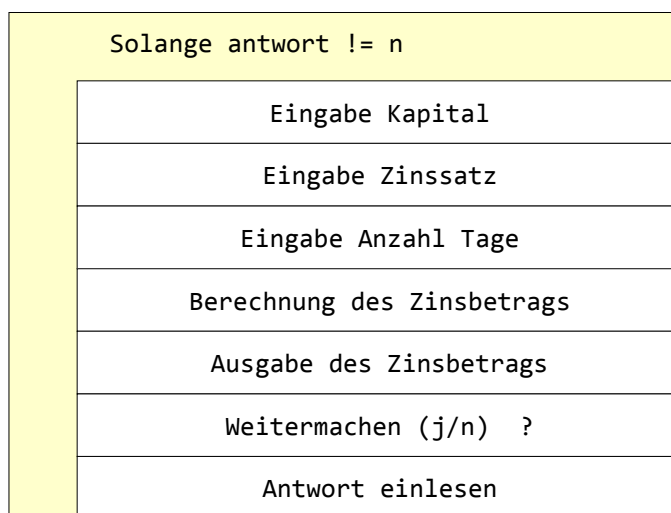 Solange antwort != n
Eingabe Kapital
Eingabe Zinssatz
Eingabe Anzahl Tage
Berechnung des Zinsbetrags
Ausgabe des Zinsbetrags
Weitermachen (j/n) ?
Antwort einlesen